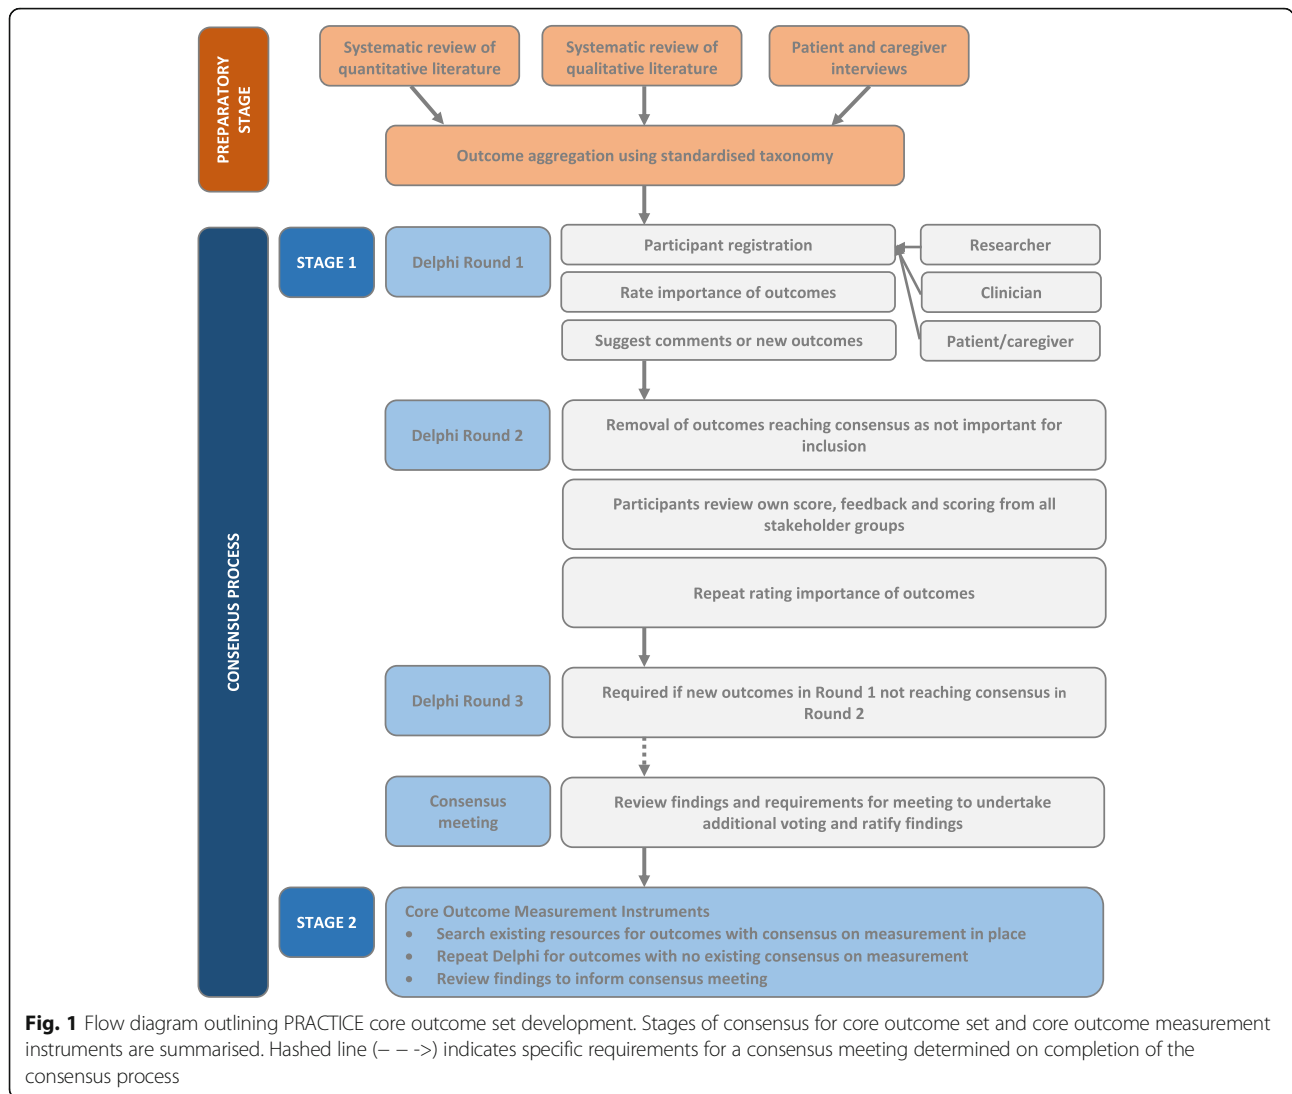 PREPARATORY
STAGE
Systematic review of
quantitative literature
Systematic review of
qualitative literature
Patient and caregiver
interviews
Outcome aggregation using standardised taxonomy
CONSENSUS PROCESS
STAGE 1
Delphi Round 1
Participant registration
Researcher
Rate importance of outcomes
Clinician
Suggest comments or new outcomes
Patient/caregiver
Delphi Round 2
Removal of outcomes reaching consensus as not important for
inclusion
Participants review own score, feedback and scoring from all
stakeholder groups
Repeat rating importance of outcomes
Delphi Round 3
Required if new outcomes in Round 1 not reaching consensus in
Round 2
Consensus
meeting
Review findings and requirements for meeting to undertake
additional voting and ratify findings
STAGE 2
Core Outcome Measurement Instruments
• Search existing resources for outcomes with consensus on measurement in place
• Repeat Delphi for outcomes with no existing consensus on measurement
• Review findings to inform consensus meeting
Fig. 1 Flow diagram outlining PRACTICE core outcome set development. Stages of consensus for core outcome set and core outcome measurement
instruments are summarised. Hashed line (– – ->) indicates specific requirements for a consensus meeting determined on completion of the
consensus process